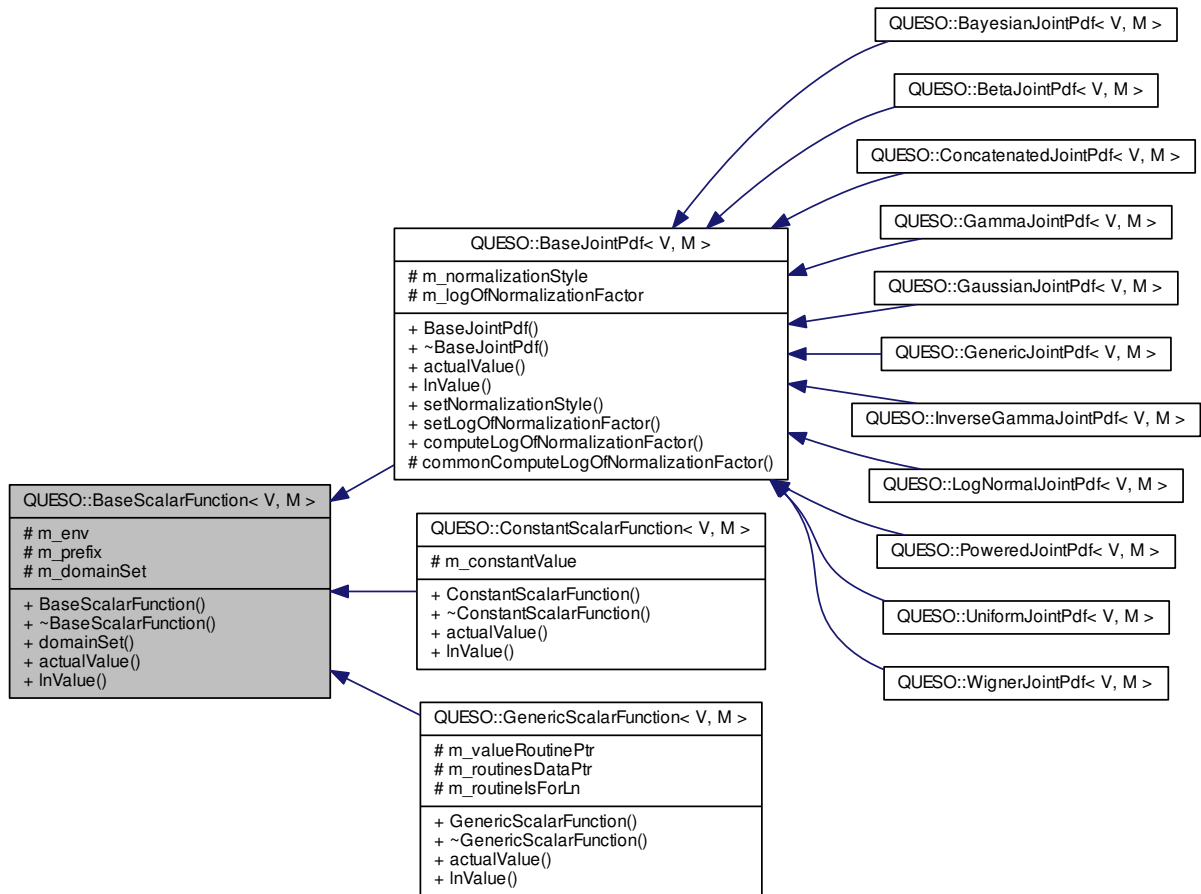 QUESO::BayesianJointPdf< V, M >
QUESO::BetaJointPdf< V, M >
QUESO::ConcatenatedJointPdf< V, M >
QUESO::GammaJointPdf< V, M >
QUESO::GaussianJointPdf< V, M >
QUESO::GenericJointPdf< V, M >
QUESO::InverseGammaJointPdf< V, M >
QUESO::LogNormalJointPdf< V, M >
QUESO::PoweredJointPdf< V, M >
QUESO::UniformJointPdf< V, M >
QUESO::WignerJointPdf< V, M >
QUESO::BaseJointPdf< V, M >
# m_normalizationStyle
# m_logOfNormalizationFactor
+ BaseJointPdf()
+ ~BaseJointPdf()
+ actualValue()
+ lnValue()
+ setNormalizationStyle()
+ setLogOfNormalizationFactor()
+ computeLogOfNormalizationFactor()
# commonComputeLogOfNormalizationFactor()
QUESO::BaseScalarFunction< V, M >
# m_env
# m_prefix
# m_domainSet
+ BaseScalarFunction()
+ ~BaseScalarFunction()
+ domainSet()
+ actualValue()
+ lnValue()
QUESO::ConstantScalarFunction< V, M >
# m_constantValue
+ ConstantScalarFunction()
+ ~ConstantScalarFunction()
+ actualValue()
+ lnValue()
QUESO::GenericScalarFunction< V, M >
# m_valueRoutinePtr
# m_routinesDataPtr
# m_routineIsForLn
+ GenericScalarFunction()
+ ~GenericScalarFunction()
+ actualValue()
+ lnValue()